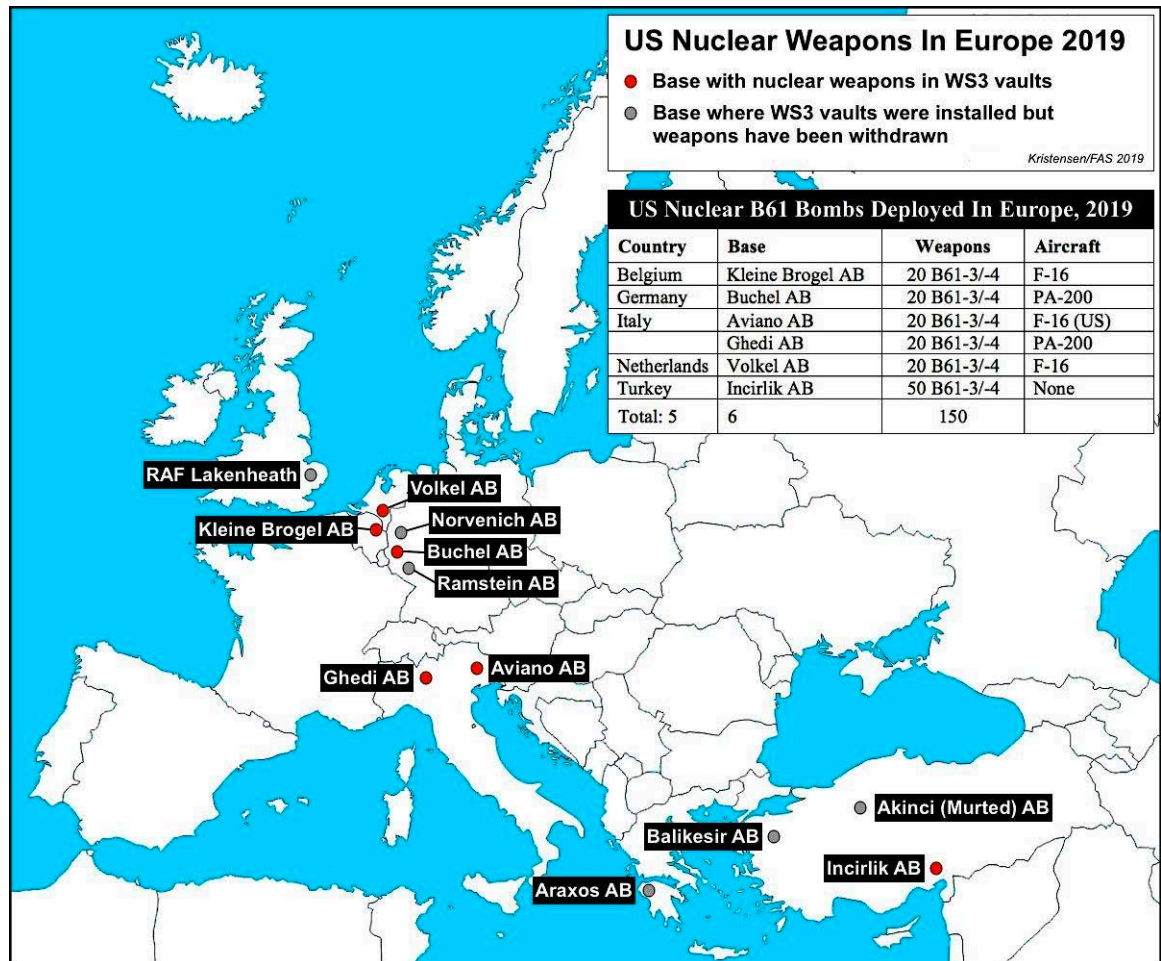 US Nuclear Weapons In Europe 2019
Base with nuclear weapons in WS3 vaults
Base where WS3 vaults were installed but
weapons have been withdrawn
Kristensen/FAS 2019
US Nuclear B61 Bombs Deployed In Europe, 2019
Country Base Weapons Aircraft
Belgium Kleine Brogel AB 20 B61-3/-4 F-16
Germany Buchel AB 20 B61-3/-4 PA-200
Italy Aviano AB 20 B61-3/-4 F-16 (US)
Ghedi AB 20 B61-3/-4 PA-200
Netherlands Volkel AB 20 B61-3/-4 F-16
Turkey Incirlik AB 50 B61-3/-4 None
Total: 5 6 150
RAF Lakenheath
Volkel AB
Norvenich AB
Kleine Brogel AB
Buchel AB
Ramstein AB
Aviano AB
Ghedi AB
Akinci (Murted) AB
Balikesir AB
Incirlik AB
Araxos AB